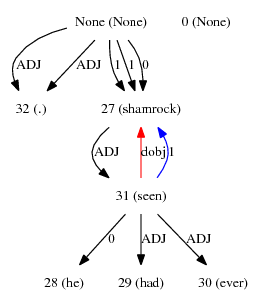 None (None) 0 (None)
ADJ ADJ 1 1 0
32 (.) 27 (shamrock)
ADJ dobj 1
31 (seen)
0 ADJ ADJ
28 (he) 29 (had) 30 (ever)